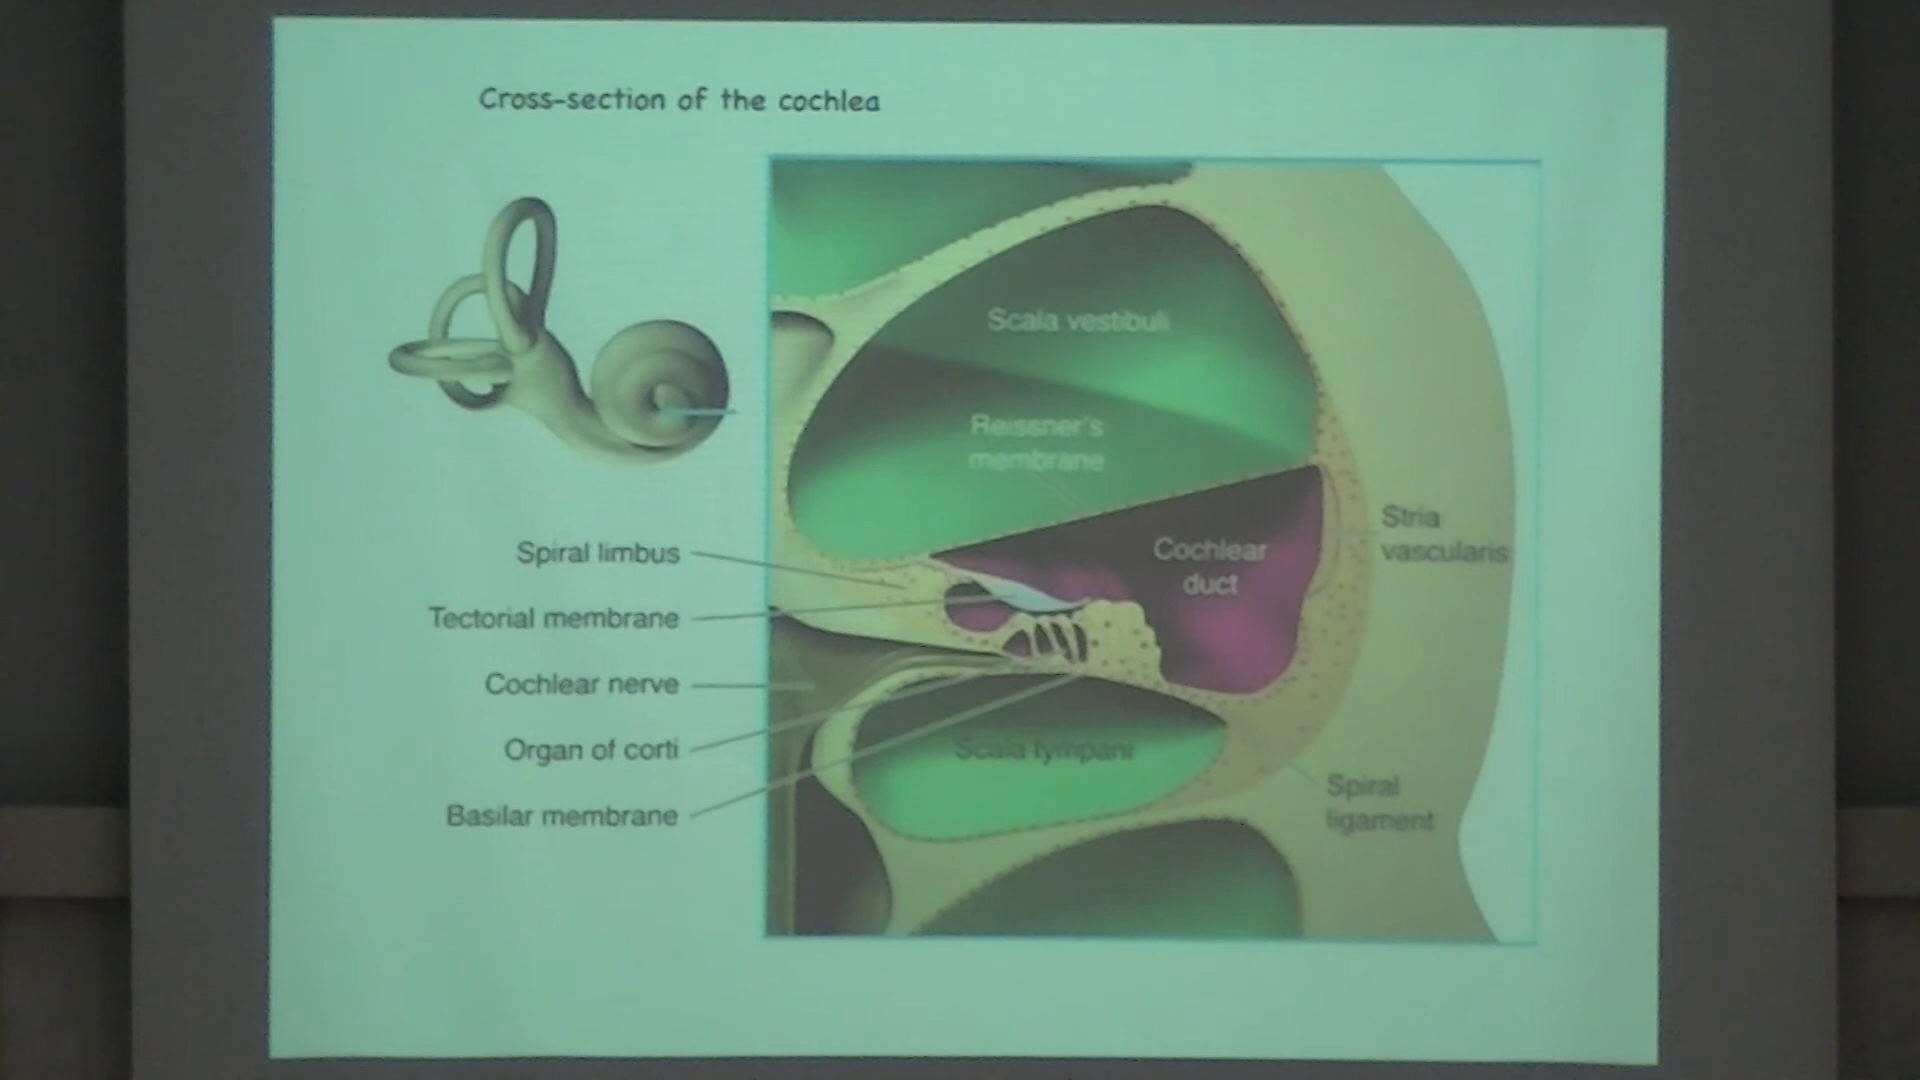 Cross-section of the cochlea
Scala vestibuli
Reissner's
membrane
Cochlear
duct
Stria
vascularis
Spiral limbus
Tectorial membrane
Cochlear nerve
Organ of corti
Basilar membrane
Scala tympani
Spiral
ligament